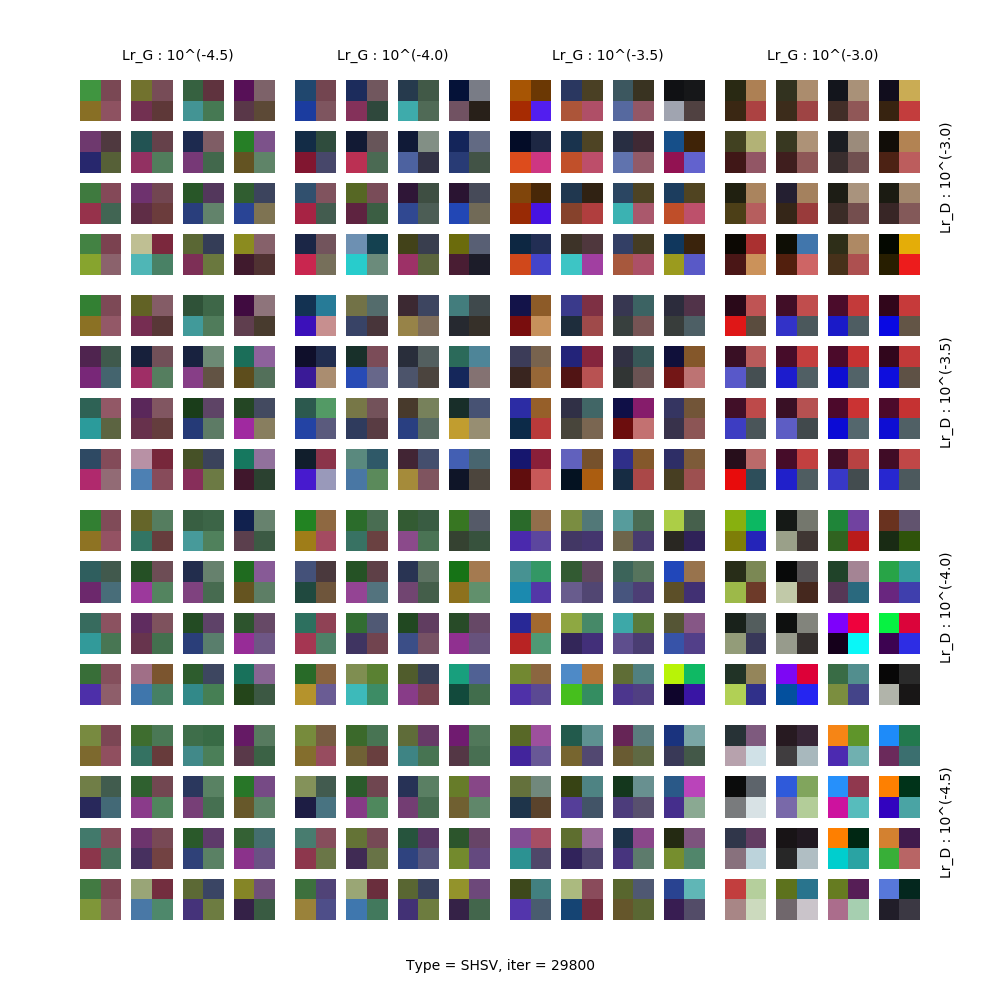 Lr_G : 10^(-4.5)
Lr_G : 10^(-4.0)
Lr_G : 10^(-3.5)
Lr_G : 10^(-3.0)
Lr_D : 10^(-3.0)
Lr_D : 10^(-3.5)
Lr_D : 10^(-4.0)
Lr_D : 10^(-4.5)
Type = SHSV, iter = 29800